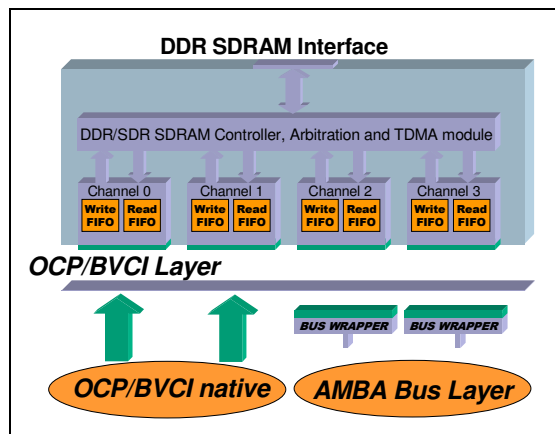 DDR SDRAM Interface
DDR/SDR SDRAM Controller, Arbitration and TDMA module
Channel 0
Channel 1
Channel 2
Channel 3
Write
FIFO
Read
FIFO
Write
FIFO
Read
FIFO
Write
FIFO
Read
FIFO
Write
FIFO
Read
FIFO
OCP/BVCI Layer
BUS WRAPPER
BUS WRAPPER
OCP/BVCI native
AMBA Bus Layer